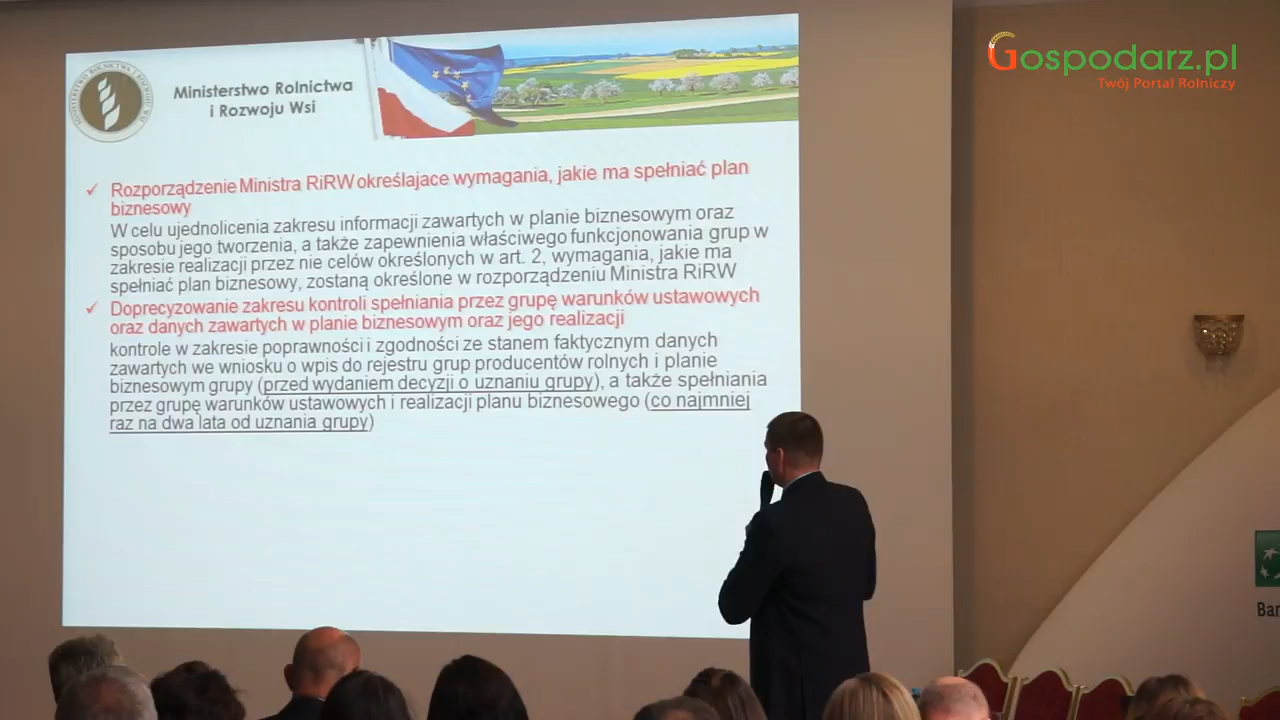 Gospodarz.pl
Twój Portal Rolniczy
Ministerstwo Rolnictwa
i Rozwoju Wsi
✓ Rozporządzenie Ministra RiRW określajace wymagania, jakie ma spełniać plan
biznesowy
W celu ujednolicenia zakresu informacji zawartych w planie biznesowym oraz
sposobu jego tworzenia, a także zapewnienia właściwego funkcjonowania grup w
zakresie realizacji przez nie celów określonych w art. 2, wymagania, jakie ma
spełniać plan biznesowy, zostaną określone w rozporządzeniu Ministra RiRW
✓ Doprecyzowanie zakresu kontroli spełniania przez grupę warunków ustawowych
oraz danych zawartych w planie biznesowym oraz jego realizacji
kontrole w zakresie poprawności i zgodności ze stanem faktycznym danych
zawartych we wniosku o wpis do rejestru grup producentów rolnych i planie
biznesowym grupy (przed wydaniem decyzji o uznaniu grupy), a także spełniania
przez grupę warunków ustawowych i realizacji planu biznesowego (co najmniej
raz na dwa lata od uznania grupy)